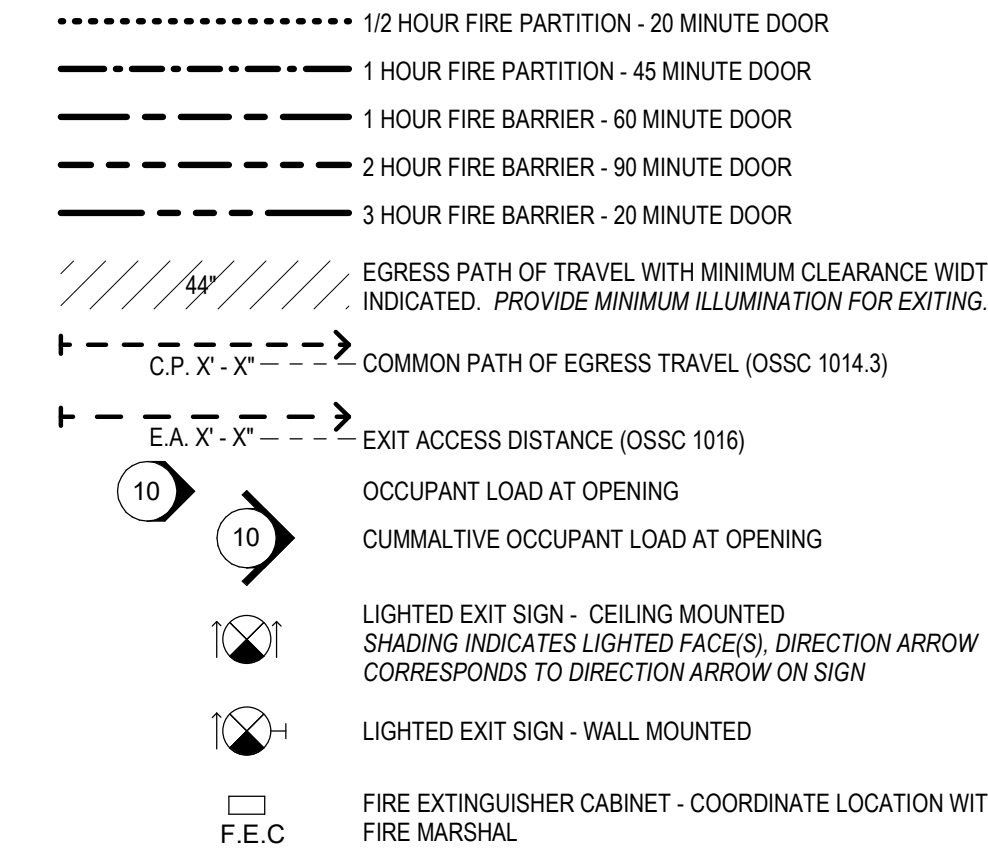 1/2 HOUR FIRE PARTITION - 20 MINUTE DOOR
1 HOUR FIRE PARTITION - 45 MINUTE DOOR
1 HOUR FIRE BARRIER - 60 MINUTE DOOR
2 HOUR FIRE BARRIER - 90 MINUTE DOOR
3 HOUR FIRE BARRIER - 20 MINUTE DOOR
44" EGRESS PATH OF TRAVEL WITH MINIMUM CLEARANCE WIDT
INDICATED. PROVIDE MINIMUM ILLUMINATION FOR EXITING.
C.P. X' - X" COMMON PATH OF EGRESS TRAVEL (OSSC 1014.3)
E.A. X' - X" EXIT ACCESS DISTANCE (OSSC 1016)
10 OCCUPANT LOAD AT OPENING
10 CUMMALTIVE OCCUPANT LOAD AT OPENING
LIGHTED EXIT SIGN - CEILING MOUNTED
SHADING INDICATES LIGHTED FACE(S), DIRECTION ARROW
CORRESPONDS TO DIRECTION ARROW ON SIGN
LIGHTED EXIT SIGN - WALL MOUNTED
FIRE EXTINGUISHER CABINET - COORDINATE LOCATION WIT
F.E.C FIRE MARSHAL